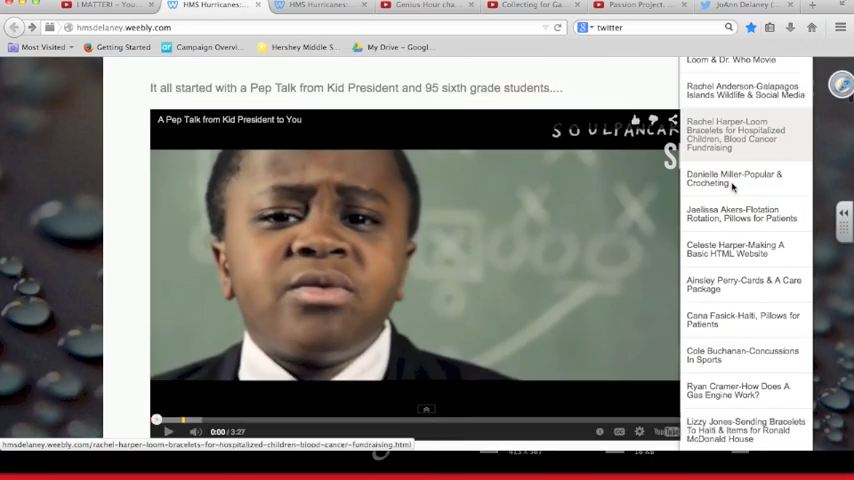 I MATTER! – You...
HMS Hurricanes:
HMS Hurricanes:
Genius Hour cha
Collecting for Ga
Passion Project.
JoAnn Delaney (
hmsdelaney.weebly.com
twitter
Most Visited
Getting Started
Campaign Overvi...
Hershey Middle S...
My Drive – Googl...
It all started with a Pep Talk from Kid President and 95 sixth grade students....
A Pep Talk from Kid President to You
SOULPANCAK
S
Loom & Dr. Who Movie
Rachel Anderson-Galapagos
Islands Wildlife & Social Media
Rachel Harper-Loom
Bracelets for Hospitalized
Children, Blood Cancer
Fundraising
Danielle Miller-Popular &
Crocheting
Jaelissa Akers-Flotation
Rotation, Pillows for Patients
Celeste Harper-Making A
Basic HTML Website
Ainsley Perry-Cards & A Care
Package
Cana Fasick-Haiti, Pillows for
Patients
Cole Buchanan-Concussions
In Sports
Ryan Cramer-How Does A
Gas Engine Work?
Lizzy Jones-Sending Bracelets
To Haiti & Items for Ronald
McDonald House
0:00 / 3:27
YouTube
hmsdelaney.weebly.com/rachel-harper-loom-bracelets-for-hospitalized-children-blood-cancer-fundraising.html